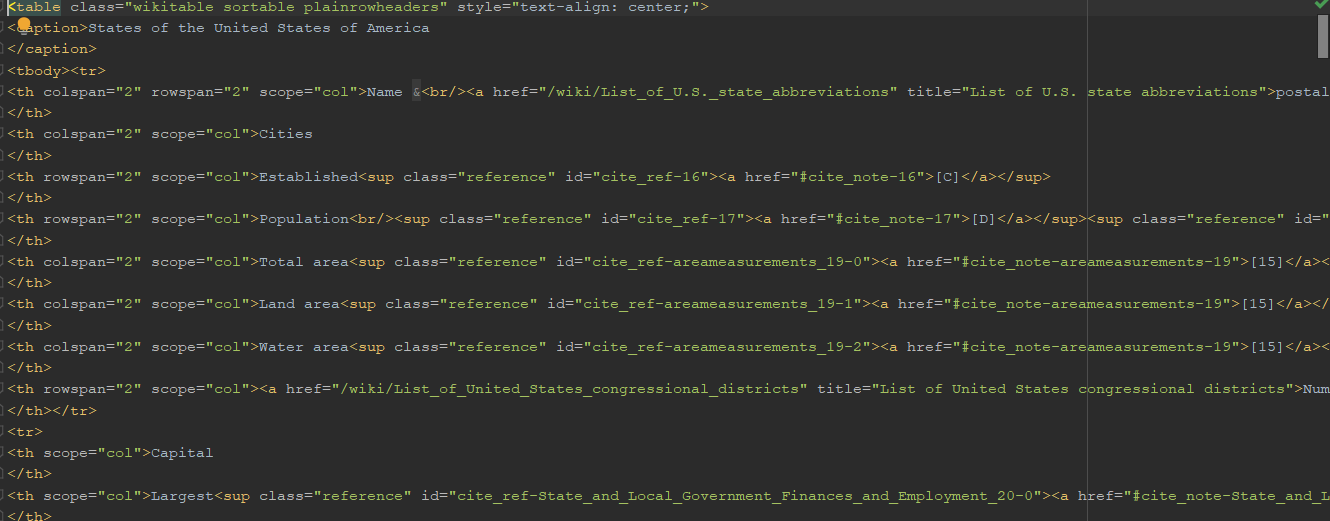 <table class="wikitable sortable plainrowheaders" style="text-align: center;">
<caption>States of the United States of America
</caption>
<tbody><tr>
<th colspan="2" rowspan="2" scope="col">Name &<br/><a href="/wiki/List_of_U.S._state_abbreviations" title="List of U.S. state abbreviations">postal
</th>
<th colspan="2" scope="col">Cities
</th>
<th rowspan="2" scope="col">Established<sup class="reference" id="cite_ref-16"><a href="#cite_note-16">[C]</a></sup>
</th>
<th rowspan="2" scope="col">Population<br/><sup class="reference" id="cite_ref-17"><a href="#cite_note-17">[D]</a></sup><sup class="reference" id="
</th>
<th colspan="2" scope="col">Total area<sup class="reference" id="cite_ref-areameasurements_19-0"><a href="#cite_note-areameasurements-19">[15]</a><
</th>
<th colspan="2" scope="col">Land area<sup class="reference" id="cite_ref-areameasurements_19-1"><a href="#cite_note-areameasurements-19">[15]</a></
</th>
<th colspan="2" scope="col">Water area<sup class="reference" id="cite_ref-areameasurements_19-2"><a href="#cite_note-areameasurements-19">[15]</a><
</th>
<th rowspan="2" scope="col"><a href="/wiki/List_of_United_States_congressional_districts" title="List of United States congressional districts">Num
</th></tr>
<tr>
<th scope="col">Capital
</th>
<th scope="col">Largest<sup class="reference" id="cite_ref-State_and_Local_Government_Finances_and_Employment_20-0"><a href="#cite_note-State_and_L
</th>